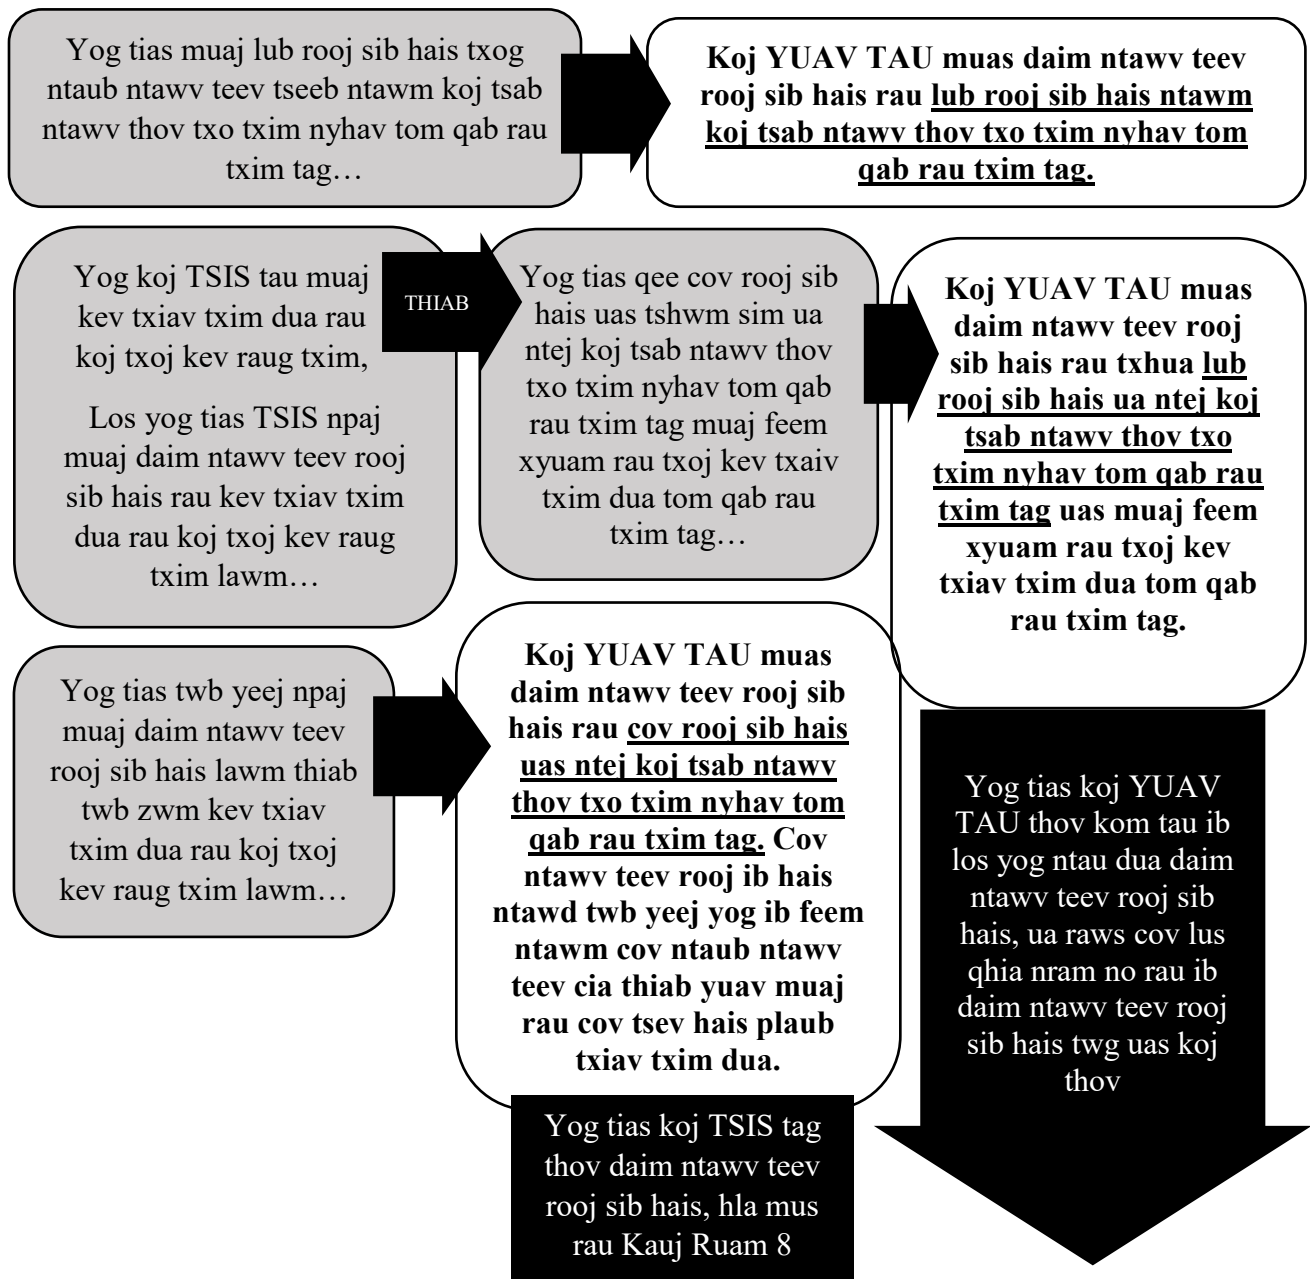 Yog tias muaj lub rooj sib hais txog
ntaub ntawv teev tseeb ntawm koj tsab
ntawv thov txo txim nyhav tom qab rau
txim tag…
Koj YUAV TAU muas daim ntawv teev
rooj sib hais rau lub rooj sib hais ntawm
koj tsab ntawv thov txo txim nyhav tom
qab rau txim tag.
Yog koj TSIS tau muaj
kev txiav txim dua rau
koj txoj kev raug txim,
Los yog tias TSIS npaj
muaj daim ntawv teev rooj
sib hais rau kev txiav txim
dua rau koj txoj kev raug
txim lawm…
THIAB
Yog tias qee cov rooj sib
hais uas tshwm sim ua
ntej koj tsab ntawv thov
txo txim nyhav tom qab
rau txim tag muaj feem
xyuam rau txoj kev txaiv
txim dua tom qab rau
txim tag…
Koj YUAV TAU muas
daim ntawv teev rooj
sib hais rau txhua lub
rooj sib hais ua ntej koj
tsab ntawv thov txo
txim nyhav tom qab rau
txim tag uas muaj feem
xyuam rau txoj kev
txiav txim dua tom qab
rau txim tag.
Yog tias twb yeej npaj
muaj daim ntawv teev
rooj sib hais lawm thiab
twb zwm kev txiav
txim dua rau koj txoj
kev raug txim lawm…
Koj YUAV TAU muas
daim ntawv teev rooj sib
hais rau cov rooj sib hais
uas ntej koj tsab ntawv
thov txo txim nyhav tom
qab rau txim tag. Cov
ntawv teev rooj ib hais
ntawd twb yeej yog ib feem
ntawm cov ntaub ntawv
teev cia thiab yuav muaj
rau cov tsev hais plaub
txiav txim dua.
Yog tias koj TSIS tag
thov daim ntawv teev
rooj sib hais, hla mus
rau Kauj Ruam 8
Yog tias koj YUAV
TAU thov kom tau ib
los yog ntau dua daim
ntawv teev rooj sib
hais, ua raws cov lus
qhia nram no rau ib
daim ntawv teev rooj
sib hais twg uas koj
thov